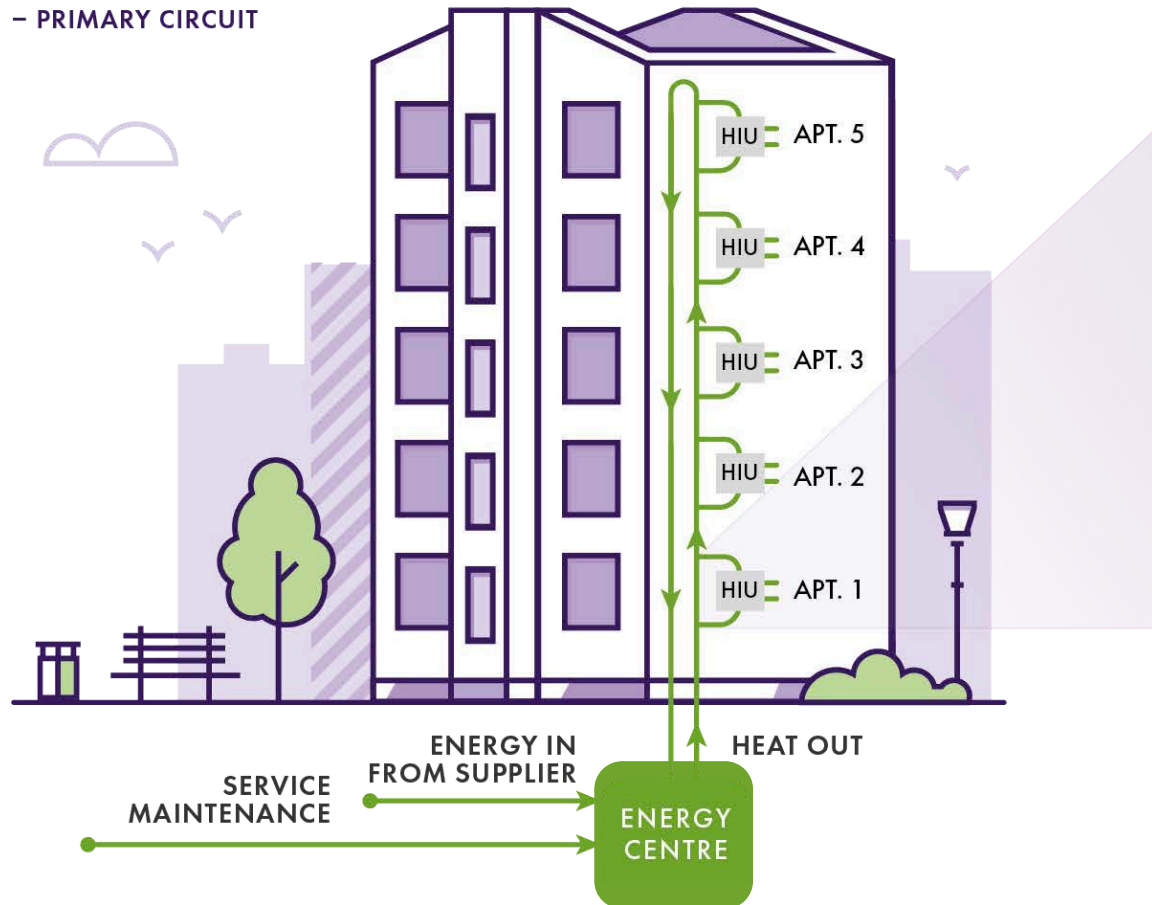 – PRIMARY CIRCUIT
HIU APT. 5
HIU APT. 4
HIU APT. 3
HIU APT. 2
HIU APT. 1
ENERGY IN
FROM SUPPLIER
HEAT OUT
SERVICE
MAINTENANCE
ENERGY
CENTRE